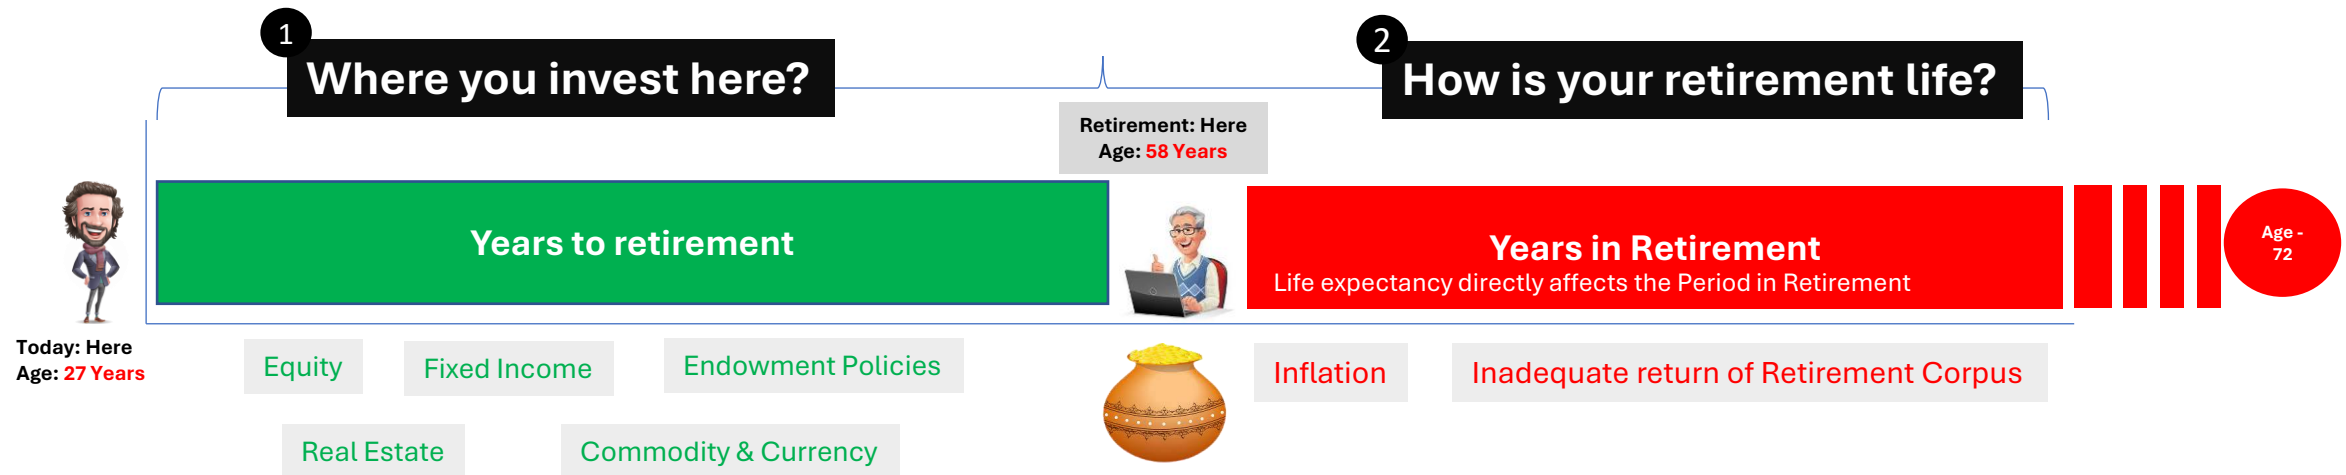 1
Where you invest here?
2
How is your retirement life?
Retirement: Here
Age: 58 Years
Years to retirement
Years in Retirement
Life expectancy directly affects the Period in Retirement
Age -
72
Today: Here
Age: 27 Years
Equity
Fixed Income
Endowment Policies
Inflation
Inadequate return of Retirement Corpus
Real Estate
Commodity & Currency